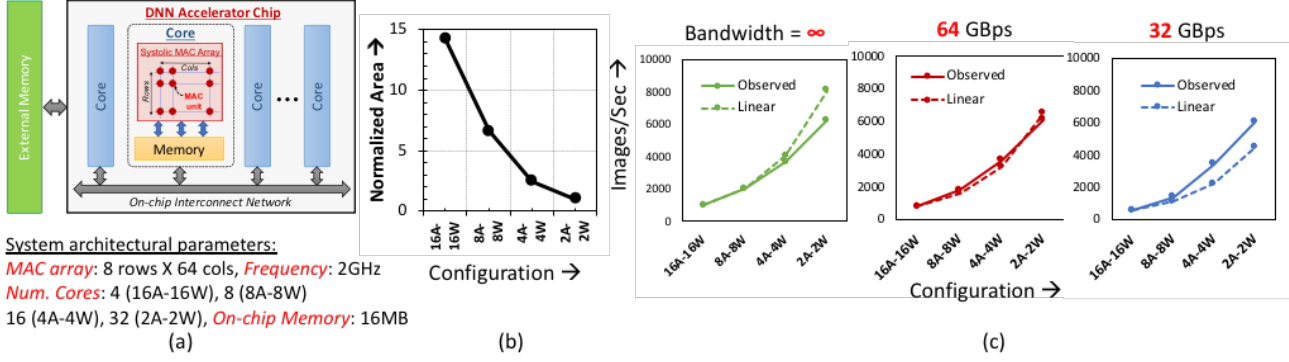 DNN Accelerator Chip
Core
Systolic MAC Array
Cols
Rows
MAC unit
Memory
External Memory
Core
Core
Core
On-chip Interconnect Network
System architectural parameters:
MAC array: 8 rows X 64 cols, Frequency: 2GHz
Num. Cores: 4 (16A-16W), 8 (8A-8W)
16 (4A-4W), 32 (2A-2W), On-chip Memory: 16MB
(a)
Normalized Area →
15
10
5
0
16A-16W
8A-8W
4A-4W
2A-2W
Configuration →
(b)
Images/Sec →
Bandwidth = ∞
10000
8000
6000
4000
2000
0
Observed
Linear
16A-16W
8A-8W
4A-4W
2A-2W
64 GBps
10000
8000
6000
4000
2000
0
Observed
Linear
16A-16W
8A-8W
4A-4W
2A-2W
32 GBps
10000
8000
6000
4000
2000
0
Observed
Linear
16A-16W
8A-8W
4A-4W
2A-2W
Configuration →
(c)